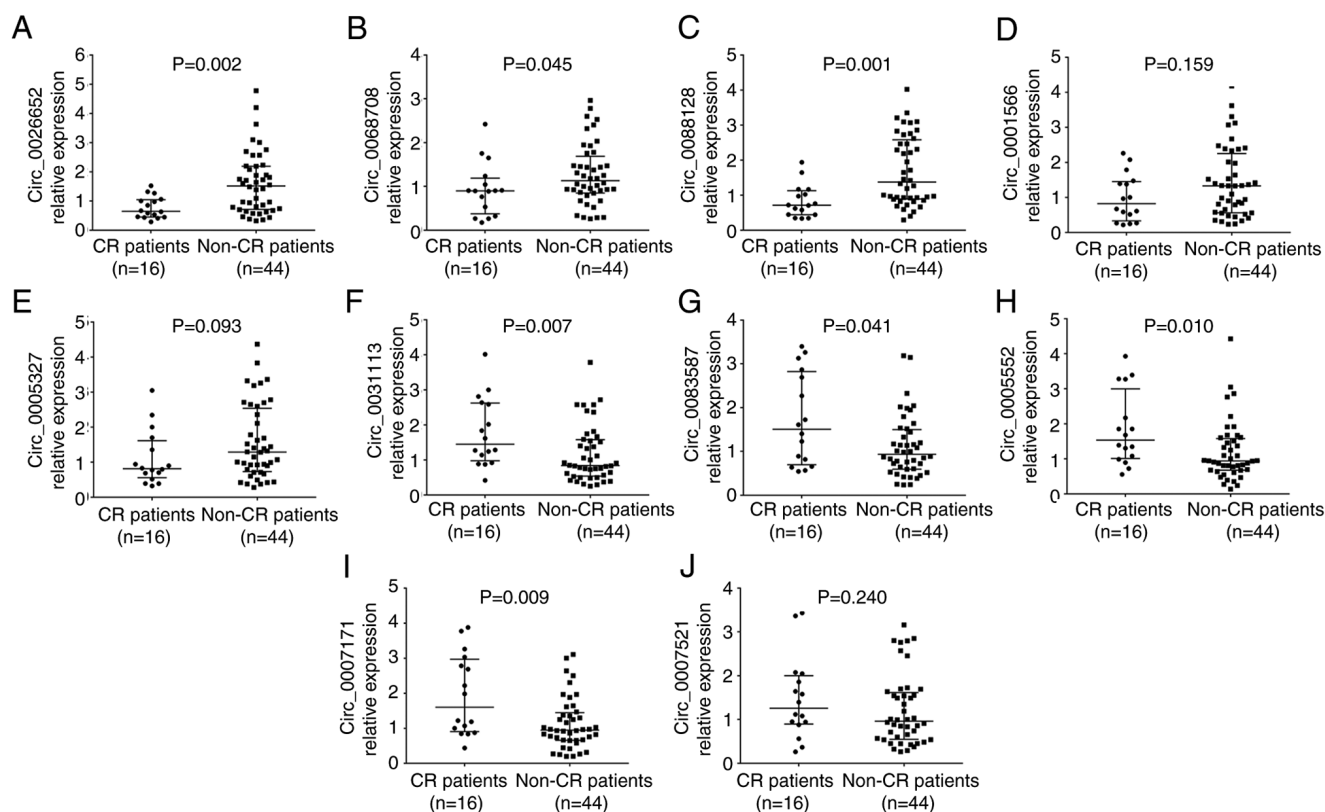 A
Circ_0026652
relative expression
6
5
4
3
2
1
0
P=0.002
CR patients
(n=16)
Non-CR patients
(n=44)
B
Circ_0068708
relative expression
4
3
2
1
0
P=0.045
CR patients
(n=16)
Non-CR patients
(n=44)
C
Circ_0088128
relative expression
5
4
3
2
1
0
P=0.001
CR patients
(n=16)
Non-CR patients
(n=44)
D
Circ_0001566
relative expression
5
4
3
2
1
0
P=0.159
CR patients
(n=16)
Non-CR patients
(n=44)
E
Circ_0005327
relative expression
5
4
3
2
1
0
P=0.093
CR patients
(n=16)
Non-CR patients
(n=44)
F
Circ_0031113
relative expression
5
4
3
2
1
0
P=0.007
CR patients
(n=16)
Non-CR patients
(n=44)
G
Circ_0083587
relative expression
4
3
2
1
0
P=0.041
CR patients
(n=16)
Non-CR patients
(n=44)
H
Circ_0005552
relative expression
5
4
3
2
1
0
P=0.010
CR patients
(n=16)
Non-CR patients
(n=44)
I
Circ_0007171
relative expression
5
4
3
2
1
0
P=0.009
CR patients
(n=16)
Non-CR patients
(n=44)
J
Circ_0007521
relative expression
4
3
2
1
0
P=0.240
CR patients
(n=16)
Non-CR patients
(n=44)